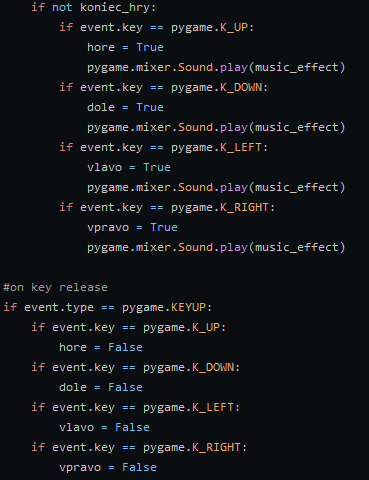 if not koniec_hry:
if event.key == pygame.K_UP:
hore = True
pygame.mixer.Sound.play(music_effect)
if event.key == pygame.K_DOWN:
dole = True
pygame.mixer.Sound.play(music_effect)
if event.key == pygame.K_LEFT:
vlavo = True
pygame.mixer.Sound.play(music_effect)
if event.key == pygame.K_RIGHT:
vpravo = True
pygame.mixer.Sound.play(music_effect)
#on key release
if event.type == pygame.KEYUP:
if event.key == pygame.K_UP:
hore = False
if event.key == pygame.K_DOWN:
dole = False
if event.key == pygame.K_LEFT:
vlavo = False
if event.key == pygame.K_RIGHT:
vpravo = False